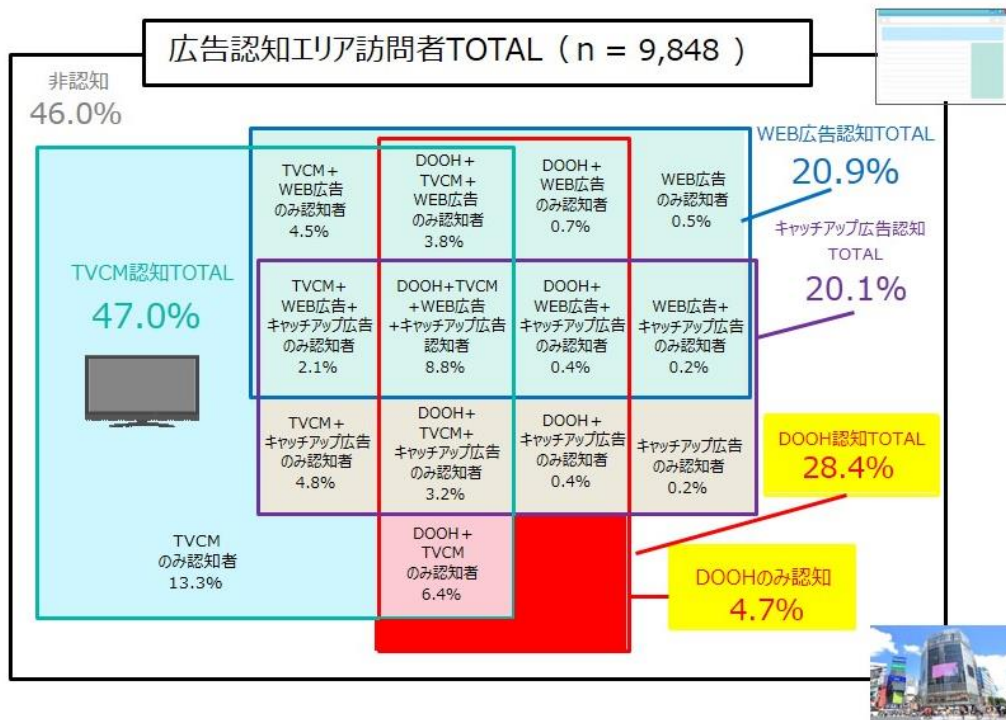 広告認知エリア訪問者TOTAL（n = 9,848 ）
非認知
46.0%
WEB広告認知TOTAL
20.9%
キャッチアップ広告認知
TOTAL
20.1%
TVCM認知TOTAL
47.0%
TVCM＋
WEB広告
のみ認知者
4.5%
DOOH＋
TVCM＋
WEB広告
のみ認知者
3.8%
DOOH＋
WEB広告
のみ認知者
0.7%
WEB広告
のみ認知者
0.5%
TVCM＋
WEB広告＋
キャッチアップ広告
のみ認知者
2.1%
DOOH+TVCM
+WEB広告
+キャッチアップ広告
認知者
8.8%
DOOH＋
WEB広告＋
キャッチアップ広告
のみ認知者
0.4%
WEB広告＋
キャッチアップ広告
のみ認知者
0.2%
TVCM＋
キャッチアップ広告
のみ認知者
4.8%
DOOH＋
TVCM＋
キャッチアップ広告
のみ認知者
3.2%
DOOH＋
キャッチアップ広告
のみ認知者
0.4%
キャッチアップ広告
のみ認知者
0.2%
DOOH認知TOTAL
28.4%
TVCM
のみ認知者
13.3%
DOOH＋
TVCM
のみ認知者
6.4%
DOOHのみ認知
4.7%